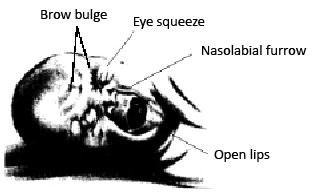 Brow bulge
Eye squeeze
Nasolabial furrow
Open lips